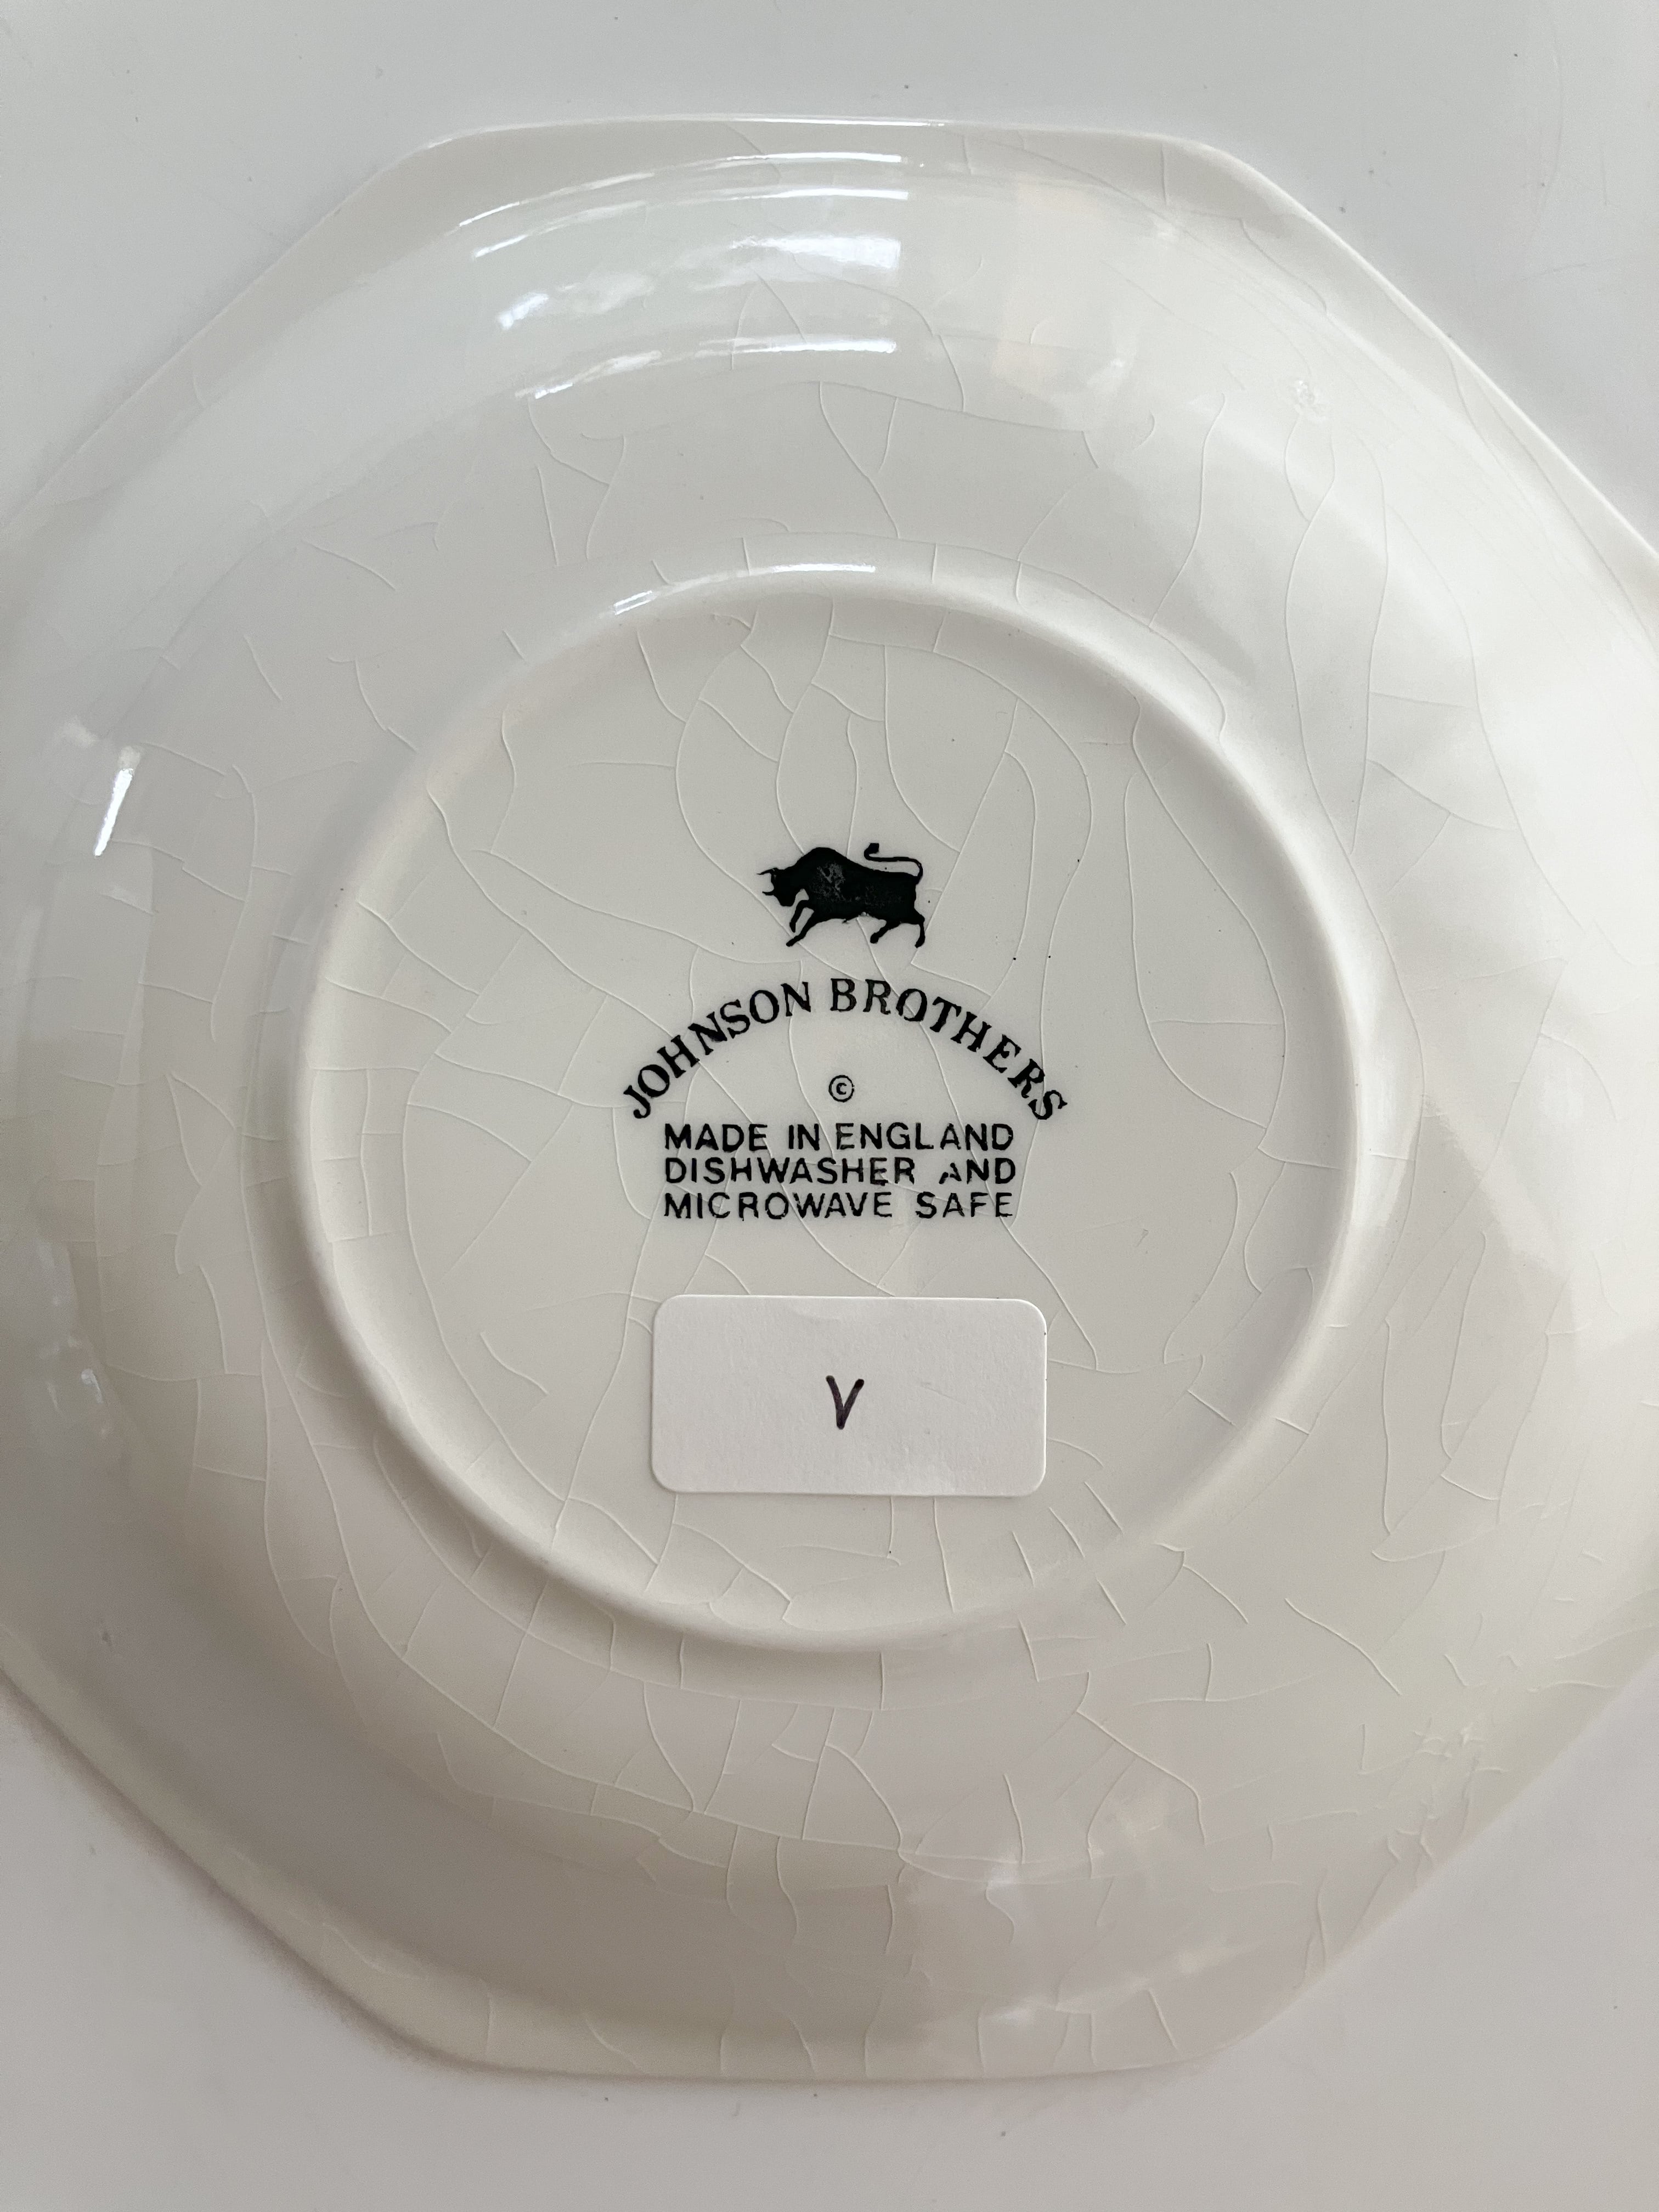 JOHNSON BROTHERS
©
MADE IN ENGLAND
DISHWASHER AND
MICROWAVE SAFE
V